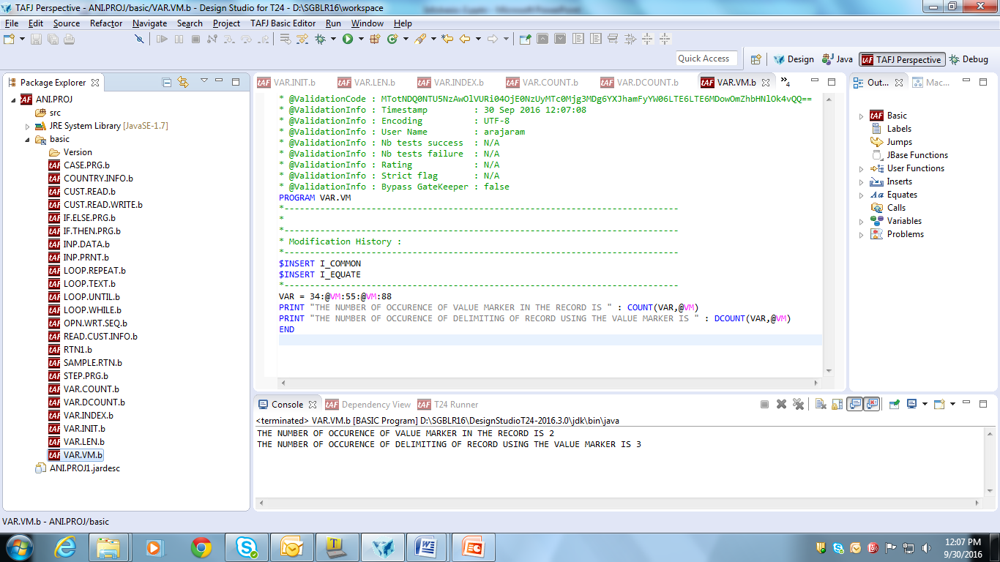 TAFJ Perspective - ANI.PROJ/basic/VAR.VM.b - Design Studio for T24 - D:\SGBLR16\workspace
File Edit Source Refactor Navigate Search Project TAFJ Basic Editor Run Window Help
Quick Access
Design
Java
TAFJ Perspective
Debug
Package Explorer
ANI.PROJ
src
JRE System Library [JavaSE-1.7]
basic
Version
CASE.PRG.b
COUNTRY.INFO.b
CUST.READ.b
CUST.READ.WRITE.b
IF.ELSE.PRG.b
IF.THEN.PRG.b
INP.DATA.b
INP.PRNT.b
LOOP.REPEAT.b
LOOP.TEXT.b
LOOP.UNTIL.b
LOOP.WHILE.b
OPN.WRT.SEQ.b
READ.CUST.INFO.b
RTN1.b
SAMPLE.RTN.b
STEP.PRG.b
VAR.COUNT.b
VAR.DCOUNT.b
VAR.INDEX.b
VAR.INIT.b
VAR.LEN.b
VAR.VM.b
ANI.PROJ1.jardesc
VAR.INIT.b VAR.LEN.b VAR.INDEX.b VAR.COUNT.b VAR.DCOUNT.b VAR.VM.b »4
* @ValidationCode : MTotNDQ0NTU5NzAwOlVURi04OjE0NzUyMTc0Mjg3MDg6YXJhamFyYW06LTE6LTE6MDowOmZhbHNlOk4vQQ==
* @ValidationInfo : Timestamp : 30 Sep 2016 12:07:08
* @ValidationInfo : Encoding : UTF-8
* @ValidationInfo : User Name : arajaram
* @ValidationInfo : Nb tests success : N/A
* @ValidationInfo : Nb tests failure : N/A
* @ValidationInfo : Rating : N/A
* @ValidationInfo : Strict flag : N/A
* @ValidationInfo : Bypass GateKeeper : false
PROGRAM VAR.VM
*-----------------------------------------------------------------------------
*
*-----------------------------------------------------------------------------
* Modification History :
*-----------------------------------------------------------------------------
$INSERT I_COMMON
$INSERT I_EQUATE
*-----------------------------------------------------------------------------
VAR = 34:@VM:55:@VM:88
PRINT "THE NUMBER OF OCCURENCE OF VALUE MARKER IN THE RECORD IS " : COUNT(VAR,@VM)
PRINT "THE NUMBER OF OCCURENCE OF DELIMITING OF RECORD USING THE VALUE MARKER IS " : DCOUNT(VAR,@VM)
END
Out... Mac...
Basic
Labels
Jumps
JBase Functions
User Functions
Inserts
Equates
Calls
Variables
Problems
Console Dependency View T24 Runner
<terminated> VAR.VM.b [BASIC Program] D:\SGBLR16\DesignStudioT24-2016.3.0\jdk\bin\java
THE NUMBER OF OCCURENCE OF VALUE MARKER IN THE RECORD IS 2
THE NUMBER OF OCCURENCE OF DELIMITING OF RECORD USING THE VALUE MARKER IS 3
VAR.VM.b - ANI.PROJ/basic
12:07 PM
9/30/2016